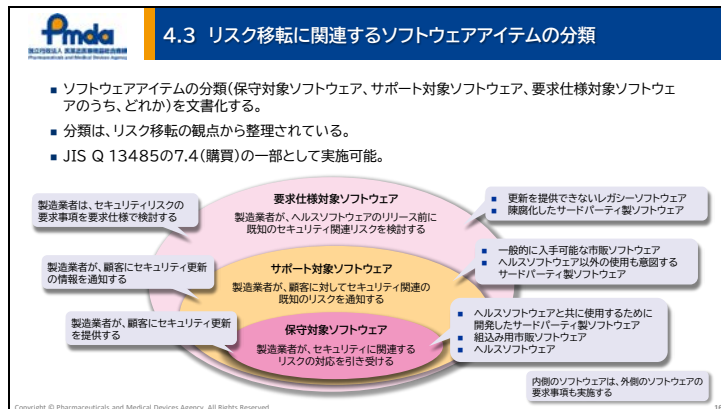 Pmda
独立行政法人 医薬品医療機器総合機構
Pharmaceuticals and Medical Devices Agency
4.3 リスク移転に関連するソフトウェアアイテムの分類
■ ソフトウェアアイテムの分類(保守対象ソフトウェア、サポート対象ソフトウェア、要求仕様対象ソフトウェ
アのうち、どれか)を文書化する。
■ 分類は、リスク移転の観点から整理されている。
■ JIS Q 13485の7.4(購買)の一部として実施可能。
製造業者は、セキュリティリスクの
要求事項を要求仕様で検討する
要求仕様対象ソフトウェア
製造業者が、ヘルスソフトウェアのリリース前に
既知のセキュリティ関連リスクを検討する
■ 更新を提供できないレガシーソフトウェア
■ 陳腐化したサードパーティ製ソフトウェア
製造業者が、顧客にセキュリティ更新
の情報を通知する
サポート対象ソフトウェア
製造業者が、顧客に対してセキュリティ関連の
既知のリスクを通知する
■ 一般的に入手可能な市販ソフトウェア
■ ヘルスソフトウェア以外の使用も意図する
サードパーティ製ソフトウェア
製造業者が、顧客にセキュリティ更新
を提供する
保守対象ソフトウェア
製造業者が、セキュリティに関連する
リスクの対応を引き受ける
■ ヘルスソフトウェアと共に使用するために
開発したサードパーティ製ソフトウェア
■ 組込み用市販ソフトウェア
■ ヘルスソフトウェア
内側のソフトウェアは、外側のソフトウェアの
要求事項も実施する
Copyright © Pharmaceuticals and Medical Devices Agency, All Rights Reserved